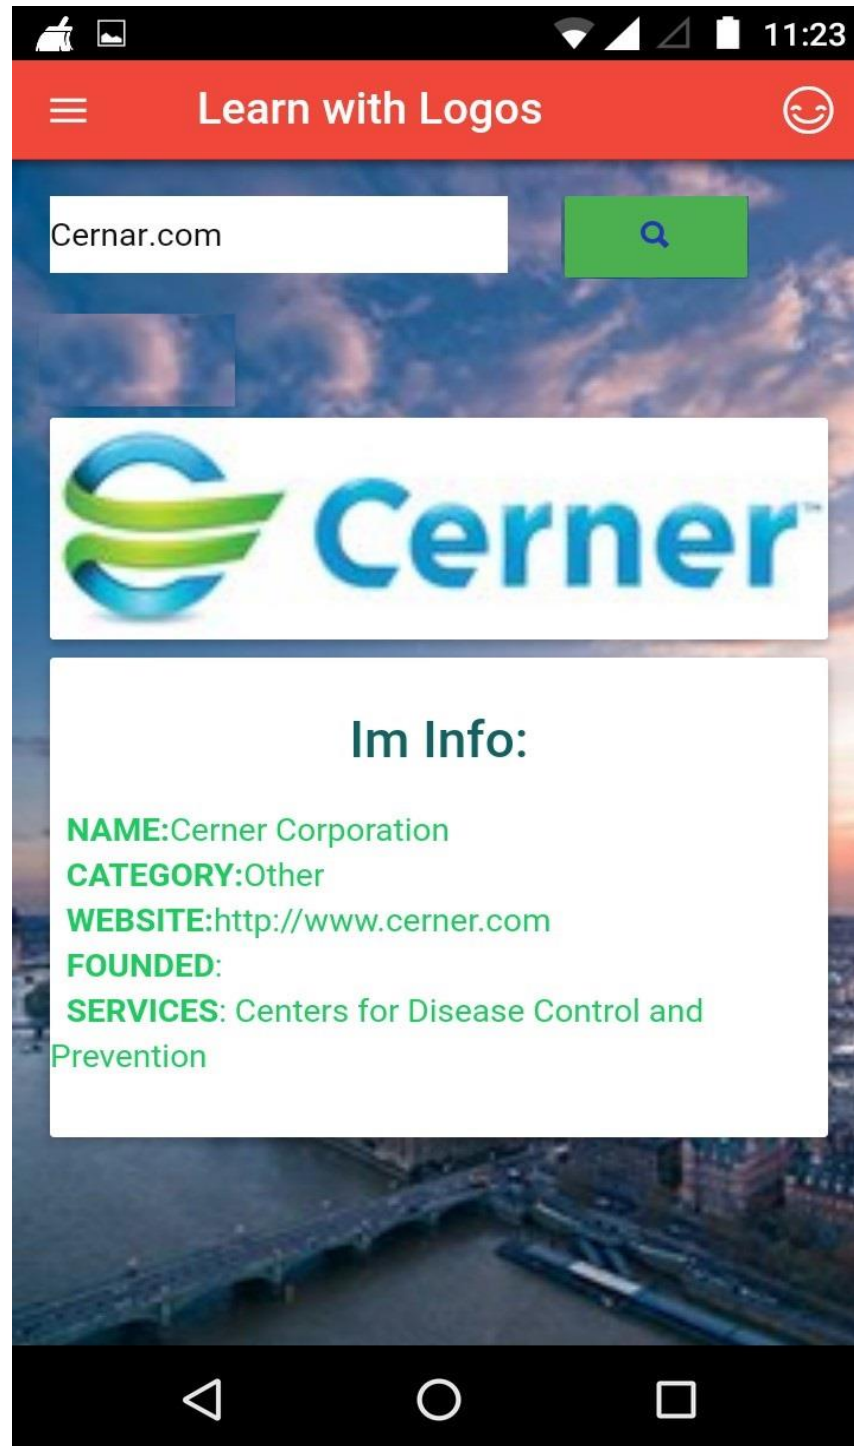 11:23
Learn with Logos
Cernar.com
Cerner™
Im Info:
NAME:Cerner Corporation
CATEGORY:Other
WEBSITE:http://www.cerner.com
FOUNDED:
SERVICES: Centers for Disease Control and
Prevention